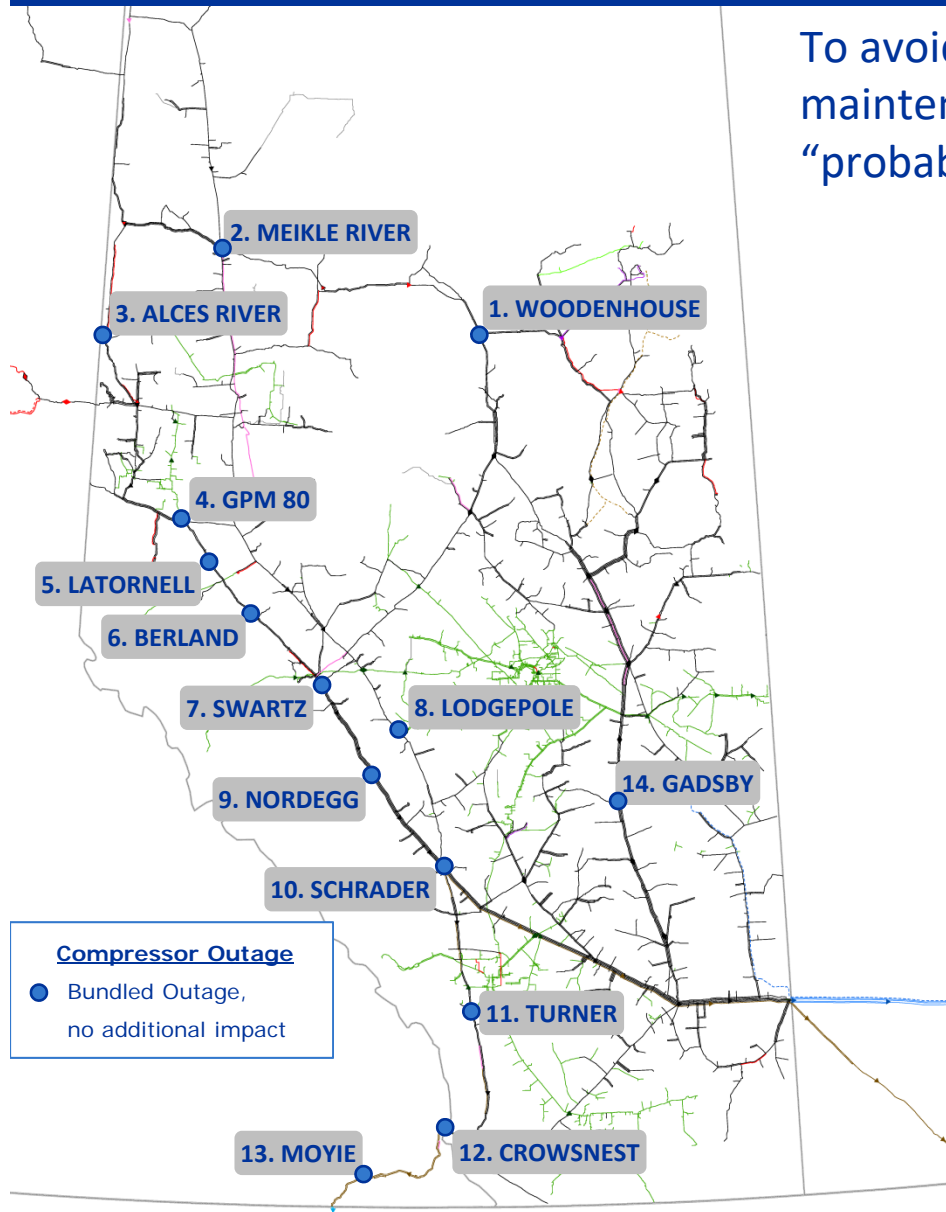 To avoid
mainten
“probab
2. MEIKLE RIVER
3. ALCES RIVER
1. WOODENHOUSE
4. GPM 80
5. LATORNELL
6. BERLAND
7. SWARTZ
8. LODGEPOLE
9. NORDEGG
14. GADSBY
10. SCHRADER
Compressor Outage
Bundled Outage,
no additional impact
11. TURNER
12. CROWSNEST
13. MOYIE